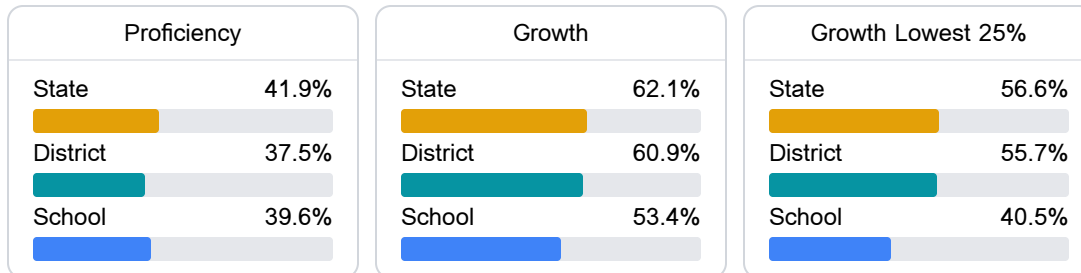 Proficiency
State 41.9%
District 37.5%
School 39.6%
Growth
State 62.1%
District 60.9%
School 53.4%
Growth Lowest 25%
State 56.6%
District 55.7%
School 40.5%